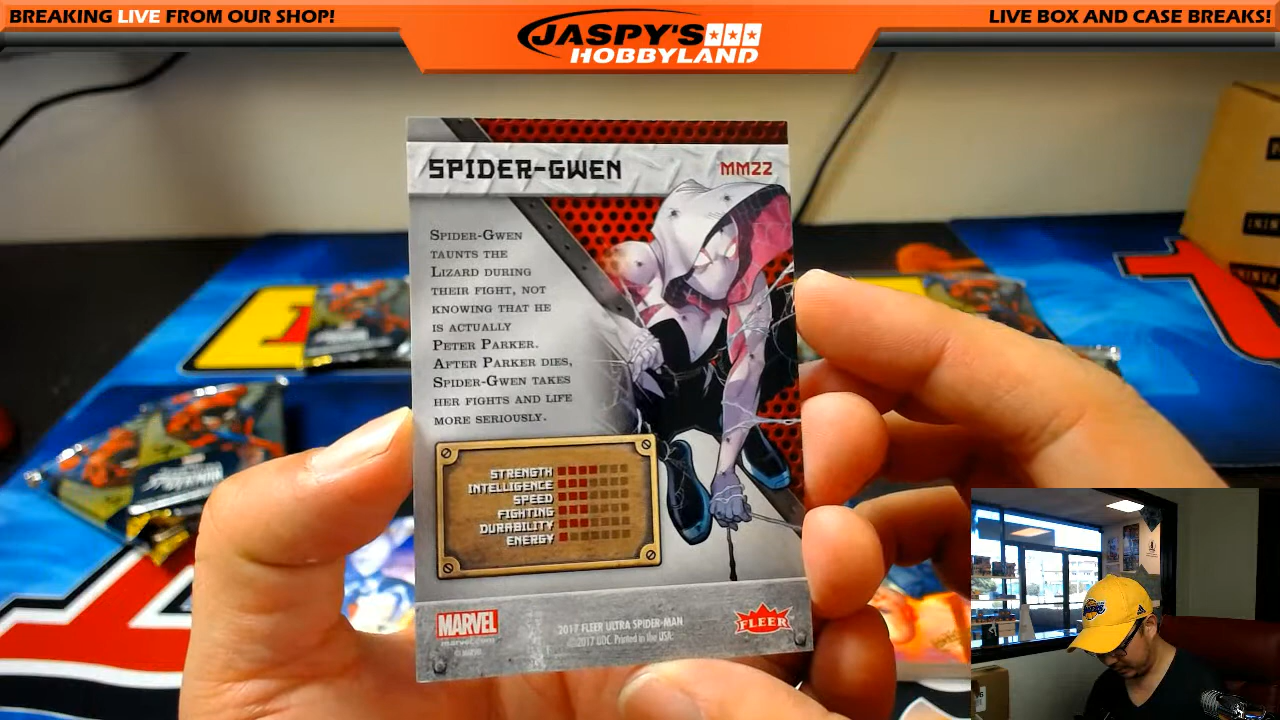 BREAKING LIVE FROM OUR SHOP!
JASPY'S
HOBBYLAND
LIVE BOX AND CASE BREAKS!
SPIDER-GWEN
MM22
SPIDER-GWEN
TAUNTS THE
LIZARD DURING
THEIR FIGHT, NOT
KNOWING THAT HE
IS ACTUALLY
PETER PARKER.
AFTER PARKER DIES,
SPIDER-GWEN TAKES
HER FIGHTS AND LIFE
MORE SERIOUSLY.
STRENGTH
INTELLIGENCE
SPEED
FIGHTING
DURABILITY
ENERGY
MARVEL
marvel.com
© MARVEL
2017 FLEER ULTRA SPIDER-MAN
©2017 UDC. Printed in the USA.
FLEER